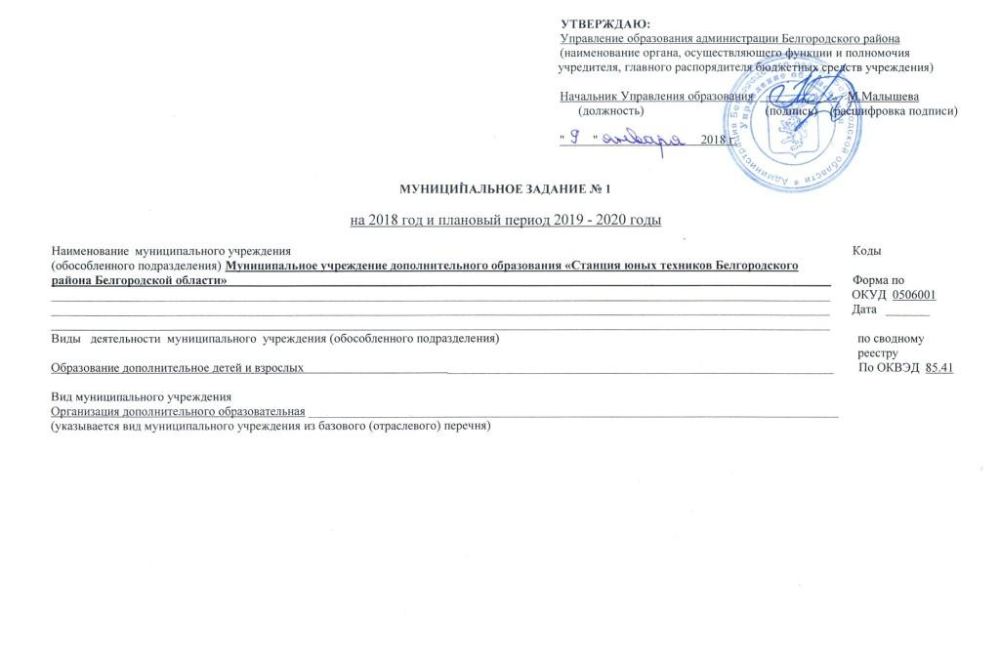 УТВЕРЖДАЮ:
Управление образования администрации Белгородского района
(наименование органа, осуществляющего функции и полномочия
учредителя, главного распорядителя бюджетных средств учреждения)
Начальник Управления образования М.Малышева
(должность) (подпись) (расшифровка подписи)
" 9 " января 2018 г.
МУНИЦИПАЛЬНОЕ ЗАДАНИЕ № 1
на 2018 год и плановый период 2019 - 2020 годы
Наименование муниципального учреждения Коды
(обособленного подразделения) Муниципальное учреждение дополнительного образования «Станция юных техников Белгородского
района Белгородской области» Форма по
ОКУД 0506001
Дата
Виды деятельности муниципального учреждения (обособленного подразделения) по сводному
реестру
Образование дополнительное детей и взрослых По ОКВЭД 85.41
Вид муниципального учреждения
Организация дополнительного образовательная
(указывается вид муниципального учреждения из базового (отраслевого) перечня)